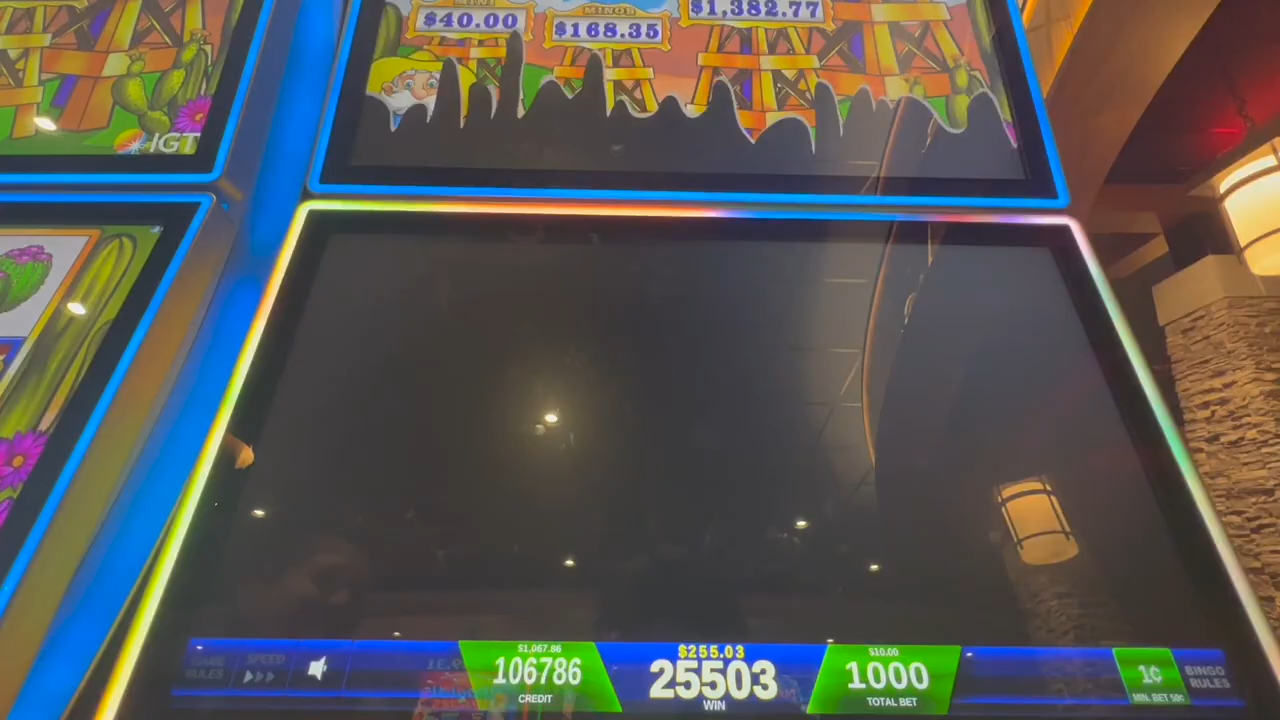 MINI
$40.00
MINOR
$168.35
$1,382.77
IGT
GAME RULES
SPEED
$1,067.86
106786
CREDIT
$255.03
25503
WIN
$10.00
1000
TOTAL BET
1¢
MIN. BET 50¢
BINGO
RULES